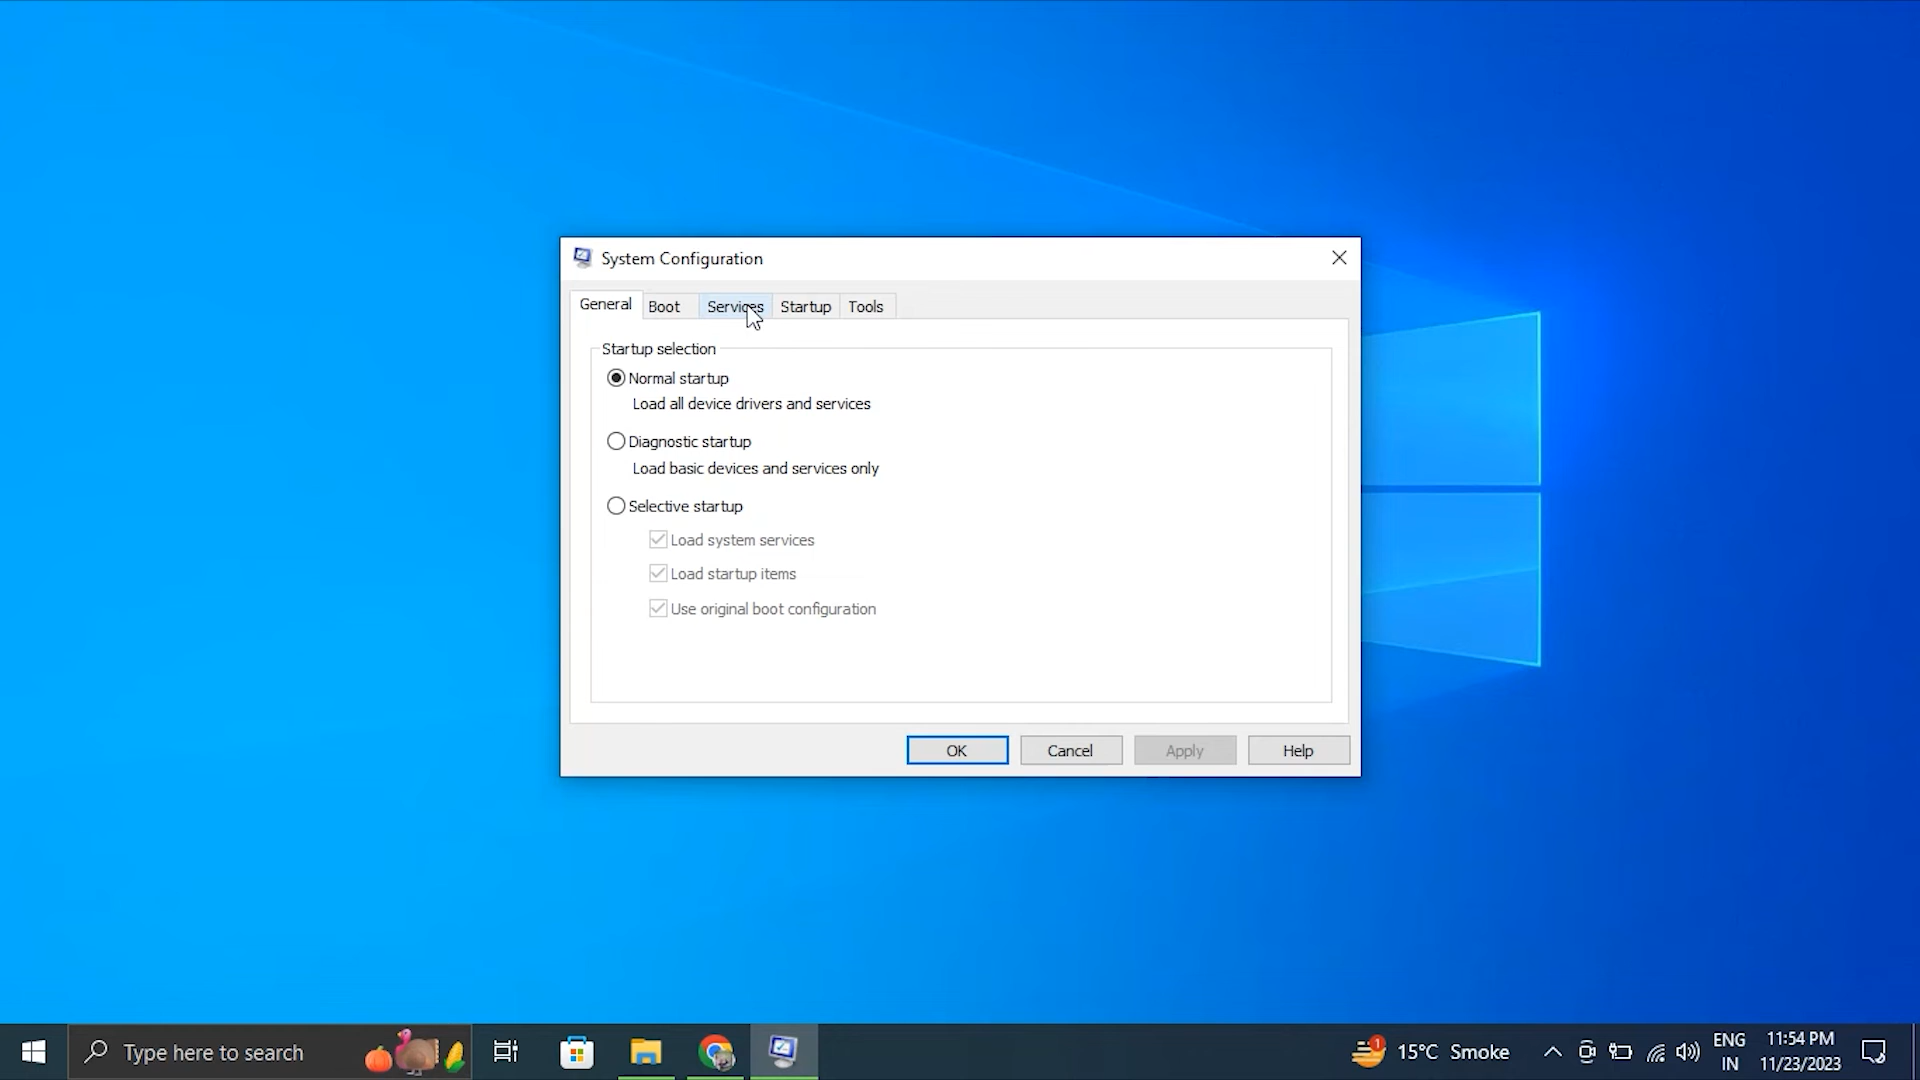 System Configuration
General Boot Services Startup Tools
Startup selection
Normal startup
Load all device drivers and services
Diagnostic startup
Load basic devices and services only
Selective startup
Load system services
Load startup items
Use original boot configuration
OK Cancel Apply Help
Type here to search
1
15°C Smoke
ENG
IN
11:54 PM
11/23/2023